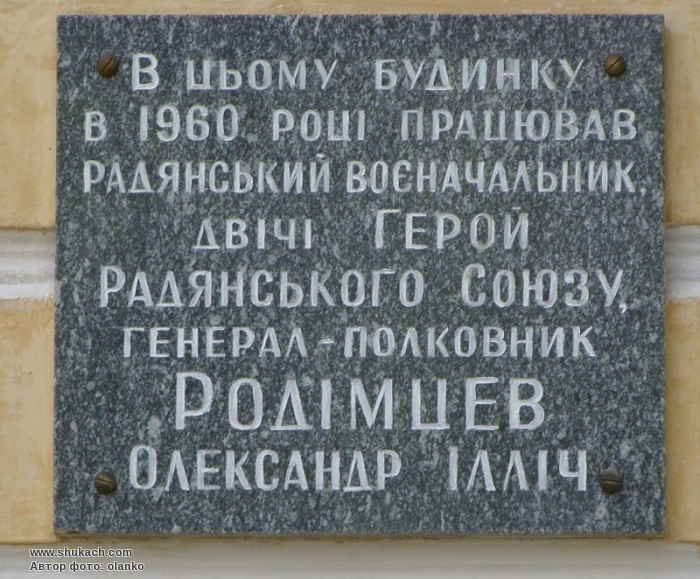 В цьому будинку
в 1960 році працював
радянський воєначальник,
двічі Герой
Радянського Союзу,
генерал-полковник
Родімцев
Олександр Ілліч
www.shukach.com
Автор фото: olanko